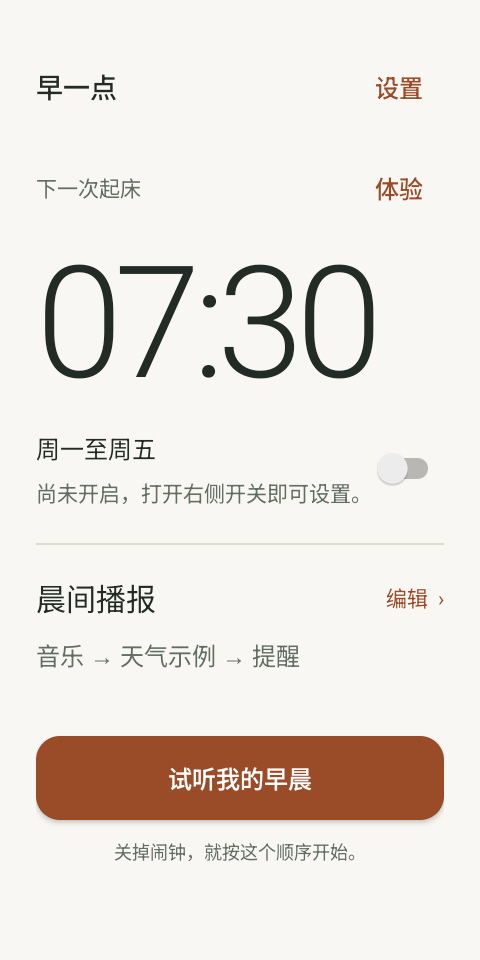 早一点
设置
下一次起床
体验
07:30
周一至周五
尚未开启，打开右侧开关即可设置。
晨间播报
编辑 ›
音乐 → 天气示例 → 提醒
试听我的早晨
关掉闹钟，就按这个顺序开始。